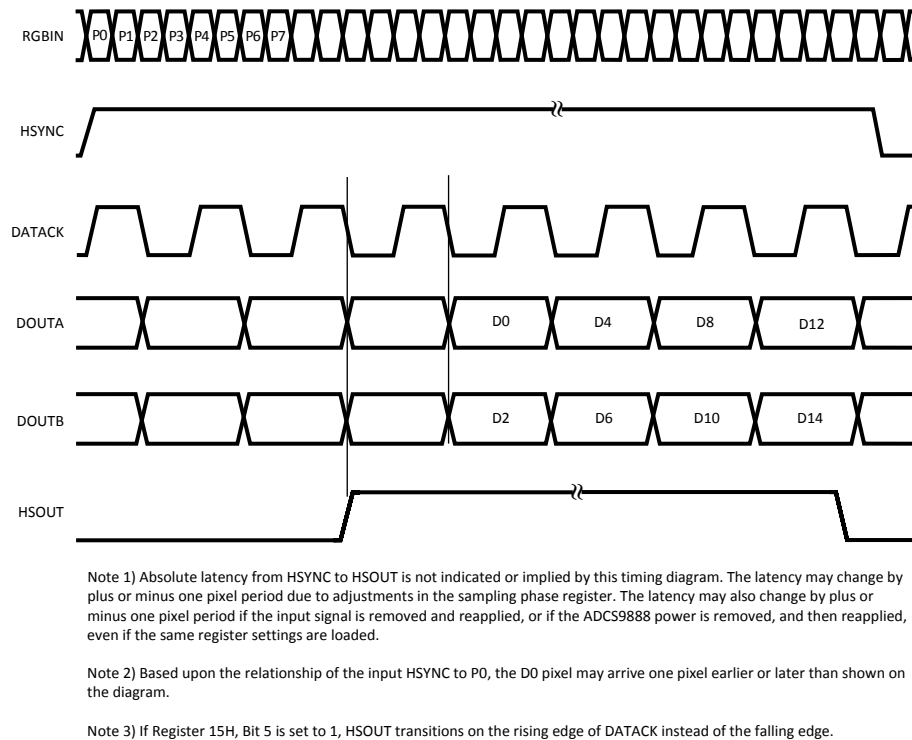 RGBIN
P0 P1 P2 P3 P4 P5 P6 P7
HSYNC
DATACK
DOUTA
D0 D4 D8 D12
DOUTB
D2 D6 D10 D14
HSOUT
Note 1) Absolute latency from HSYNC to HSOUT is not indicated or implied by this timing diagram. The latency may change by
plus or minus one pixel period due to adjustments in the sampling phase register. The latency may also change by plus or
minus one pixel period if the input signal is removed and reapplied, or if the ADCS9888 power is removed, and then reapplied,
even if the same register settings are loaded.
Note 2) Based upon the relationship of the input HSYNC to P0, the D0 pixel may arrive one pixel earlier or later than shown on
the diagram.
Note 3) If Register 15H, Bit 5 is set to 1, HSOUT transitions on the rising edge of DATACK instead of the falling edge.